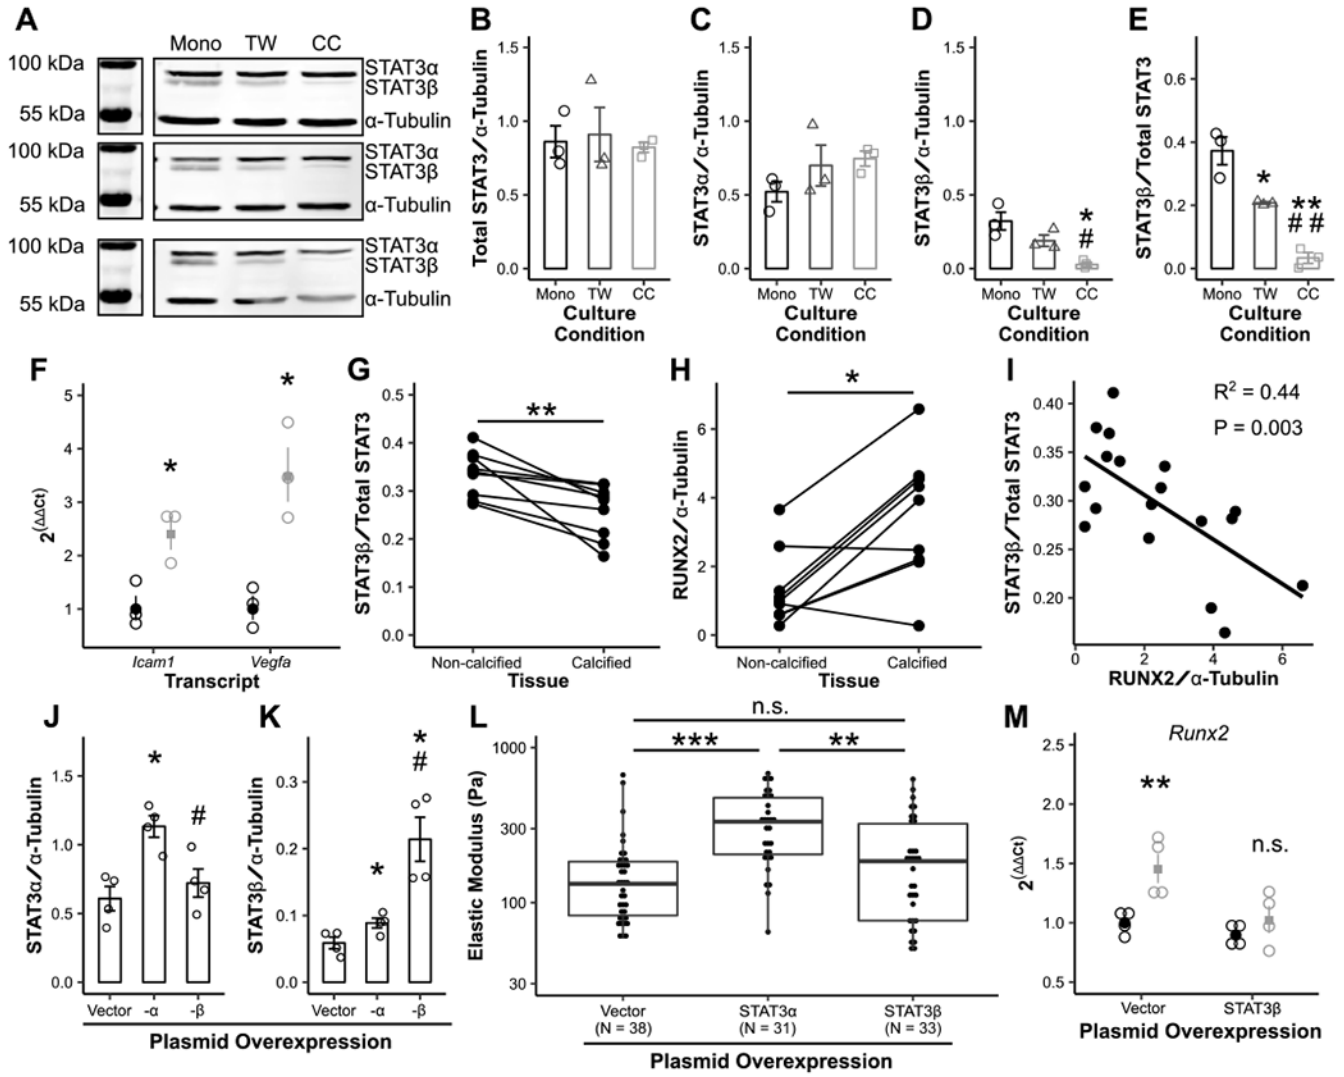 A
Mono TW CC
100 kDa
STAT3α
STAT3β
55 kDa
α-Tubulin
100 kDa
STAT3α
STAT3β
55 kDa
α-Tubulin
100 kDa
STAT3α
STAT3β
55 kDa
α-Tubulin
B
Total STAT3/α-Tubulin
1.5
1.0
0.5
0.0
Mono TW CC
Culture
Condition
C
STAT3α/α-Tubulin
1.5
1.0
0.5
0.0
Mono TW CC
Culture
Condition
D
STAT3β/α-Tubulin
1.5
1.0
0.5
0.0
*
#
Mono TW CC
Culture
Condition
E
STAT3β/Total STAT3
0.6
0.4
0.2
0.0
*
**
##
Mono TW CC
Culture
Condition
F
2(ΔΔCt)
5
4
3
2
1
*
*
Icam1 Vegfa
Transcript
G
STAT3β/Total STAT3
0.5
0.4
0.3
0.2
0.1
0.0
**
Non-calcified Calcified
Tissue
H
RUNX2/α-Tubulin
6
4
2
0
*
Non-calcified Calcified
Tissue
I
STAT3β/Total STAT3
0.40
0.35
0.30
0.25
0.20
R2 = 0.44
P = 0.003
0 2 4 6
RUNX2/α-Tubulin
J
STAT3α/α-Tubulin
1.5
1.0
0.5
0.0
*
#
Vector -α -β
K
STAT3β/α-Tubulin
0.3
0.2
0.1
0.0
*
*
#
Vector -α -β
Plasmid Overexpression
L
Elastic Modulus (Pa)
1000
300
100
30
n.s.
*** **
Vector STAT3α STAT3β
(N = 38) (N = 31) (N = 33)
Plasmid Overexpression
M
Runx2
2(ΔΔCt)
2.5
2.0
1.5
1.0
0.5
**
n.s.
Vector STAT3β
Plasmid Overexpression